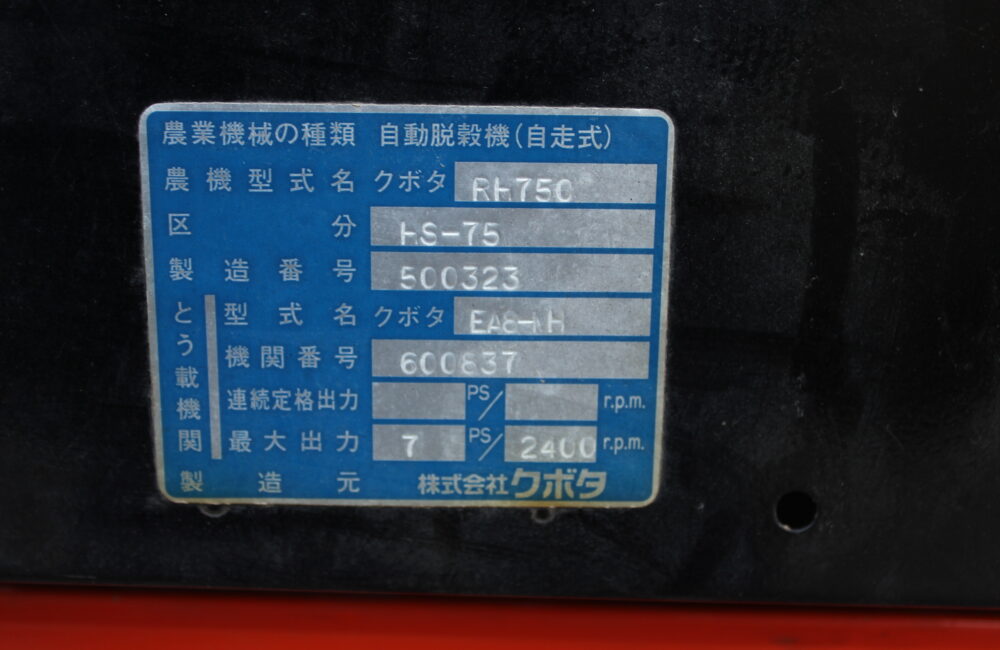 農業機械の種類 自動脱穀機(自走式)
農機型式名 クボタ RH750
区分 HS-75
製造番号 500323
とう載機関
型式名 クボタ EA8-NH
機関番号 600837
連続定格出力 PS/ r.p.m.
最大出力 7 PS/ 2400 r.p.m.
製造元 株式会社クボタ